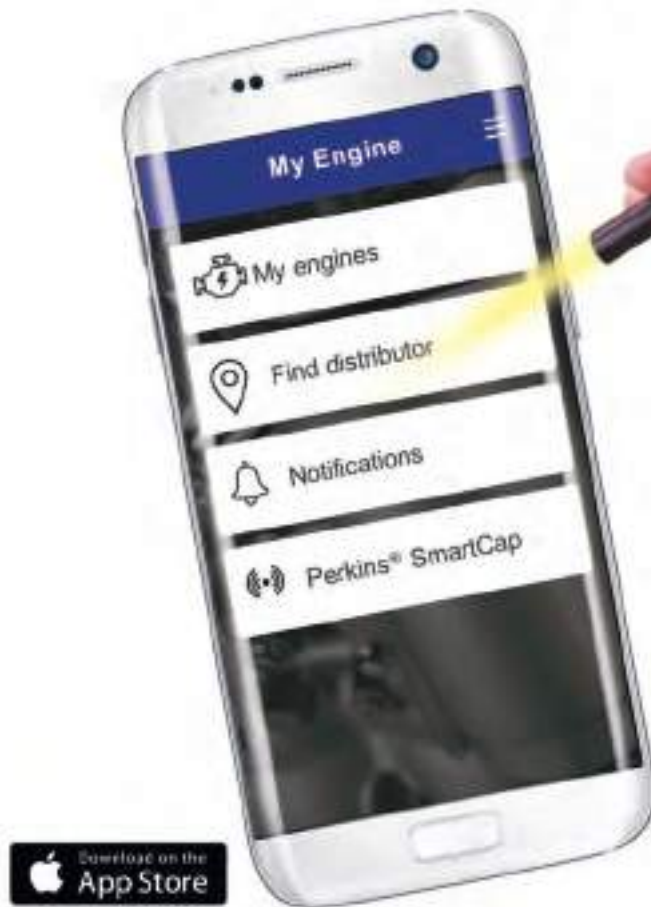 My Engine
My engines
Find distributor
Notifications
Perkins® SmartCap
Download on the
App Store